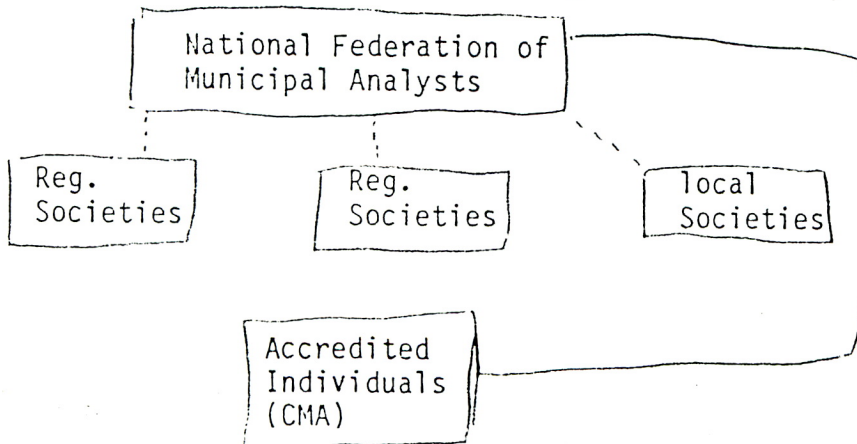 National Federation of
Municipal Analysts
Reg.
Societies
Reg.
Societies
local
Societies
Accredited
Individuals
(CMA)